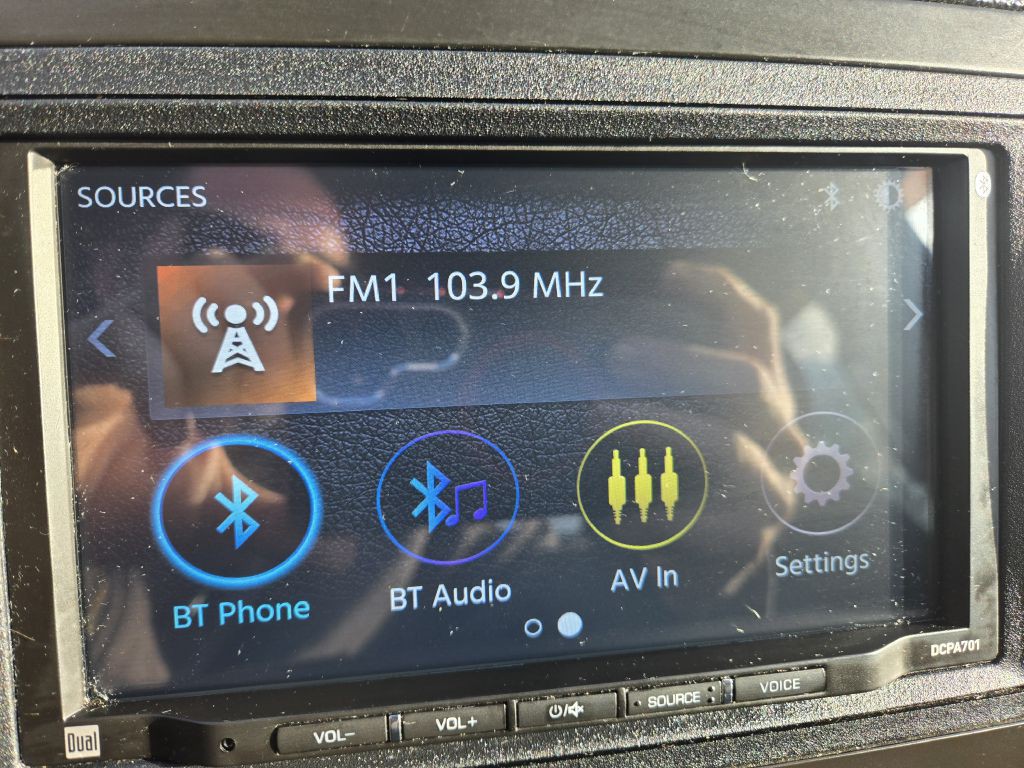 SOURCES
FM1 103.9 MHz
BT Phone
BT Audio
AV In
Settings
DCPA701
Dual
VOL-
VOL+
SOURCE
VOICE